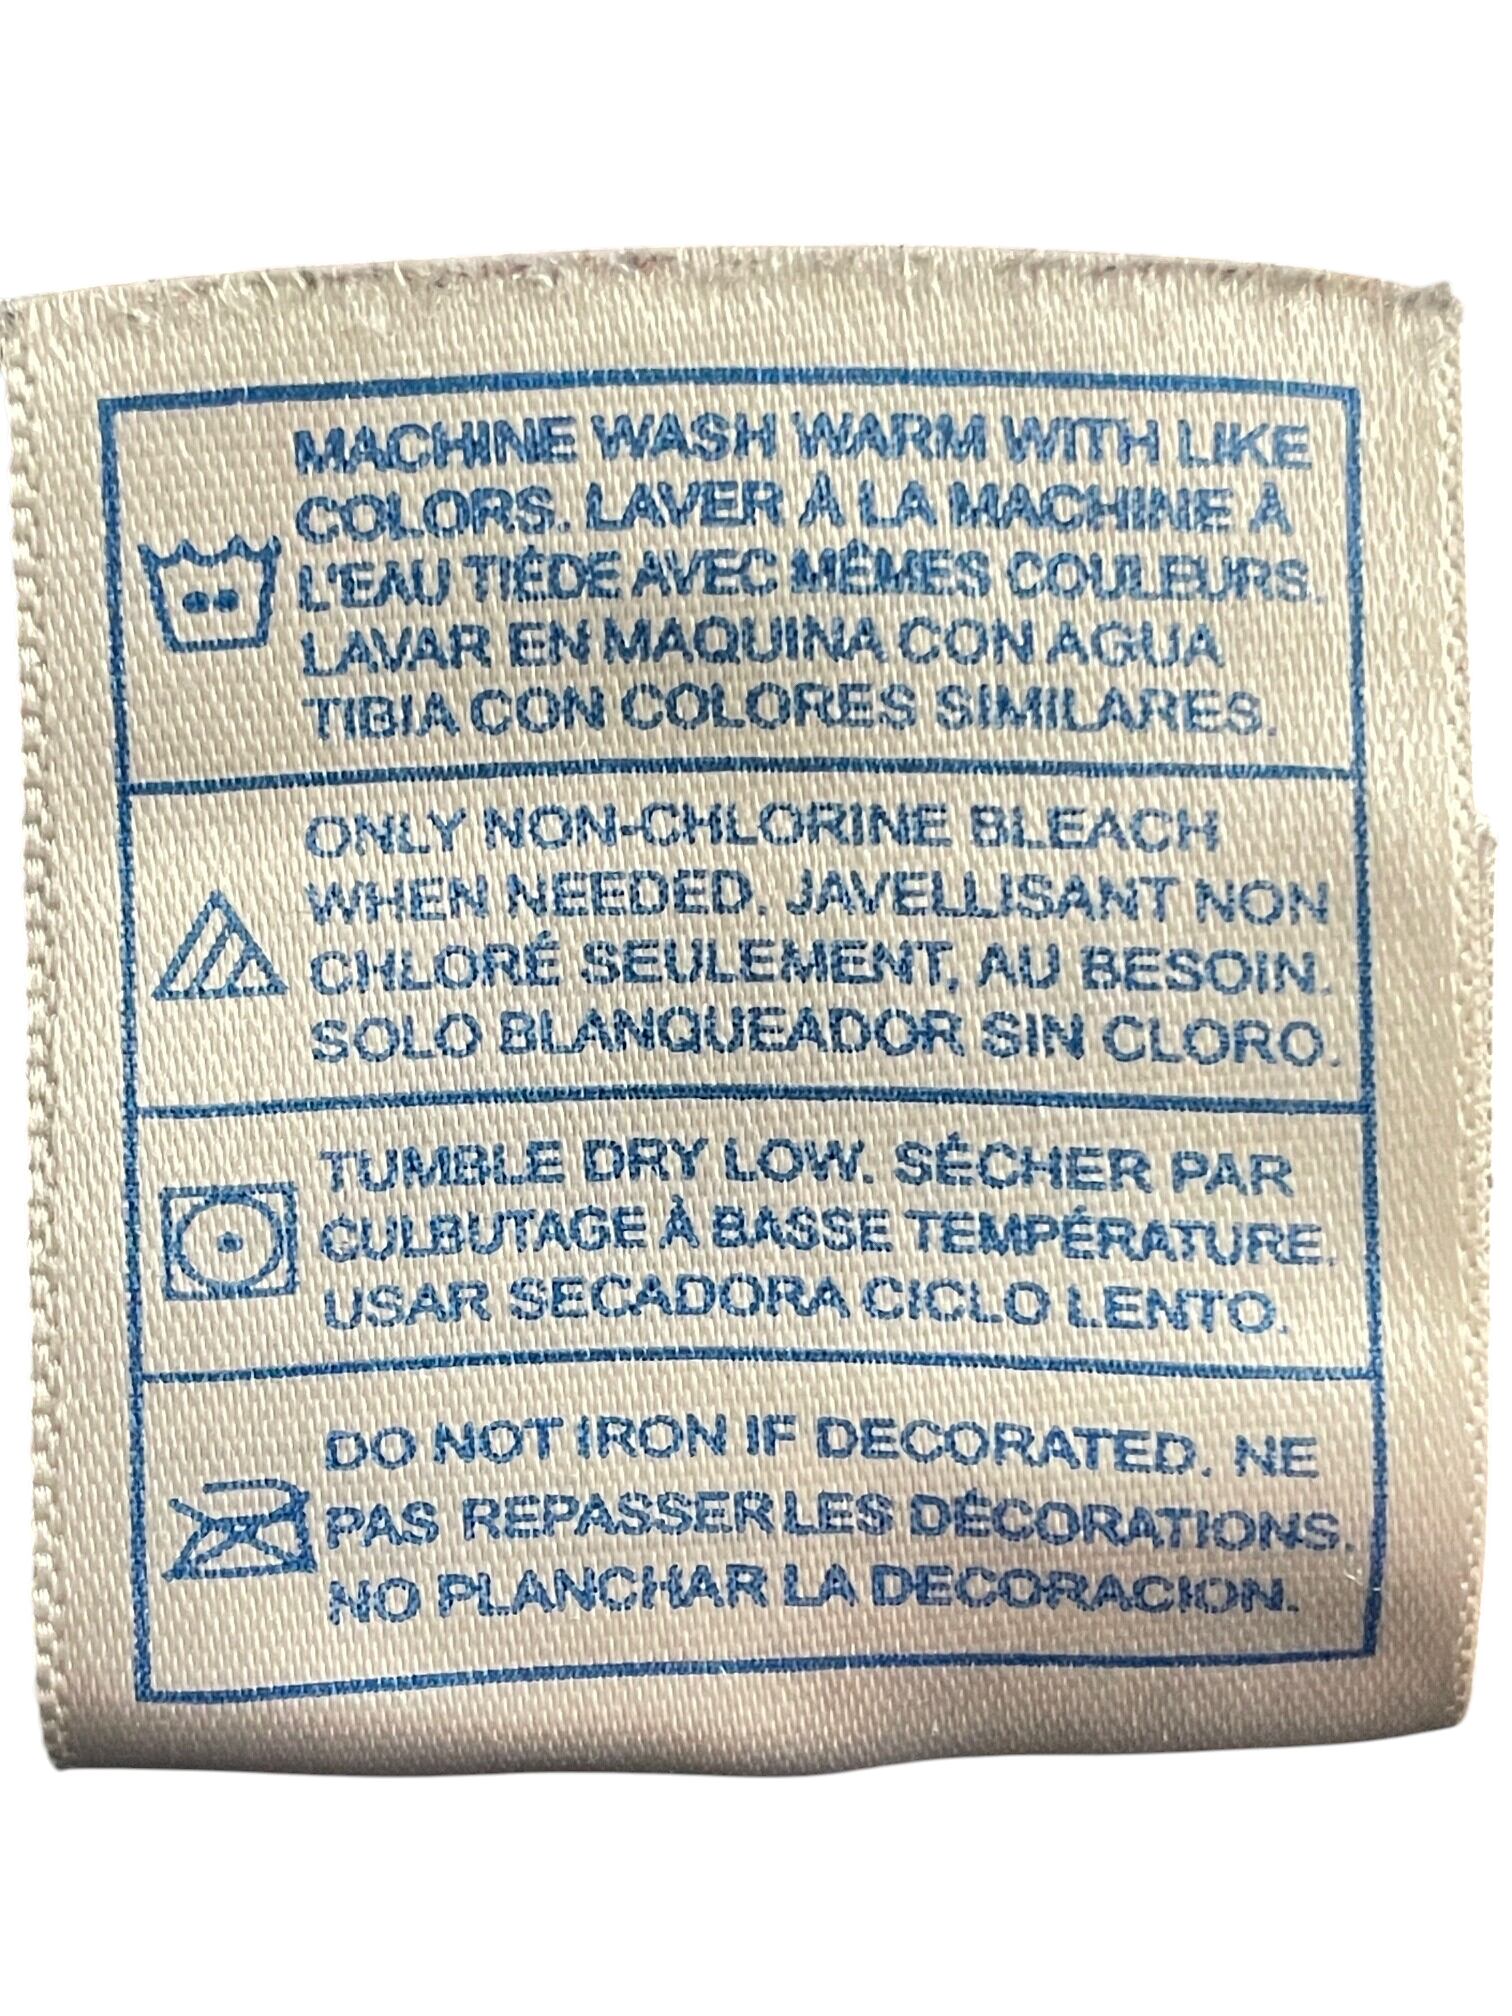 MACHINE WASH WARM WITH LIKE
COLORS. LAVER À LA MACHINE À
L'EAU TIÉDE AVEC MÊMES COULEURS.
LAVAR EN MAQUINA CON AGUA
TIBIA CON COLORES SIMILARES.
ONLY NON-CHLORINE BLEACH
WHEN NEEDED. JAVELLISANT NON
CHLORÉ SEULEMENT, AU BESOIN.
SOLO BLANQUEADOR SIN CLORO.
TUMBLE DRY LOW. SÉCHER PAR
CULBUTAGE À BASSE TEMPÉRATURE.
USAR SECADORA CICLO LENTO.
DO NOT IRON IF DECORATED. NE
PAS REPASSER LES DÉCORATIONS.
NO PLANCHAR LA DECORACION.